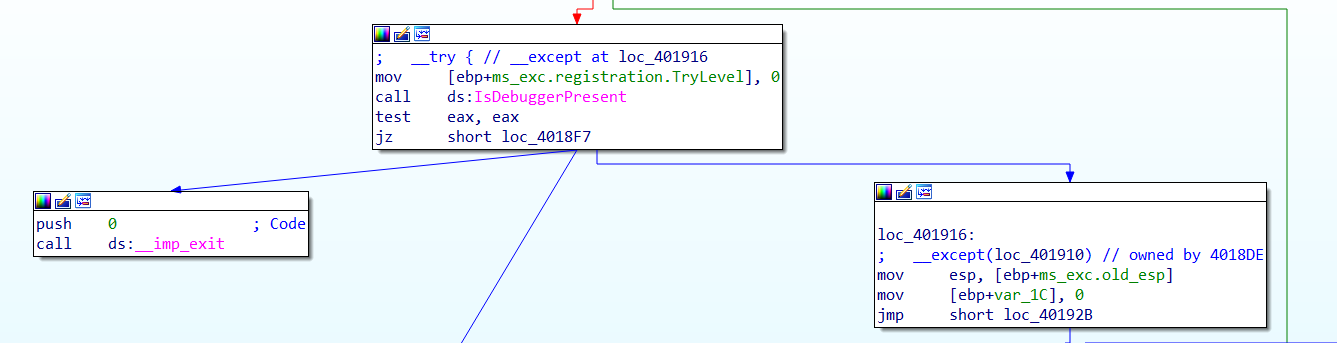 ;   __try { // __except at loc_401916
mov     [ebp+ms_exc.registration.TryLevel], 0
call    ds:IsDebuggerPresent
test    eax, eax
jz      short loc_4018F7
push    0               ; Code
call    ds:__imp_exit
loc_401916:
;   __except(loc_401910) // owned by 4018DE
mov     esp, [ebp+ms_exc.old_esp]
mov     [ebp+var_1C], 0
jmp     short loc_40192B